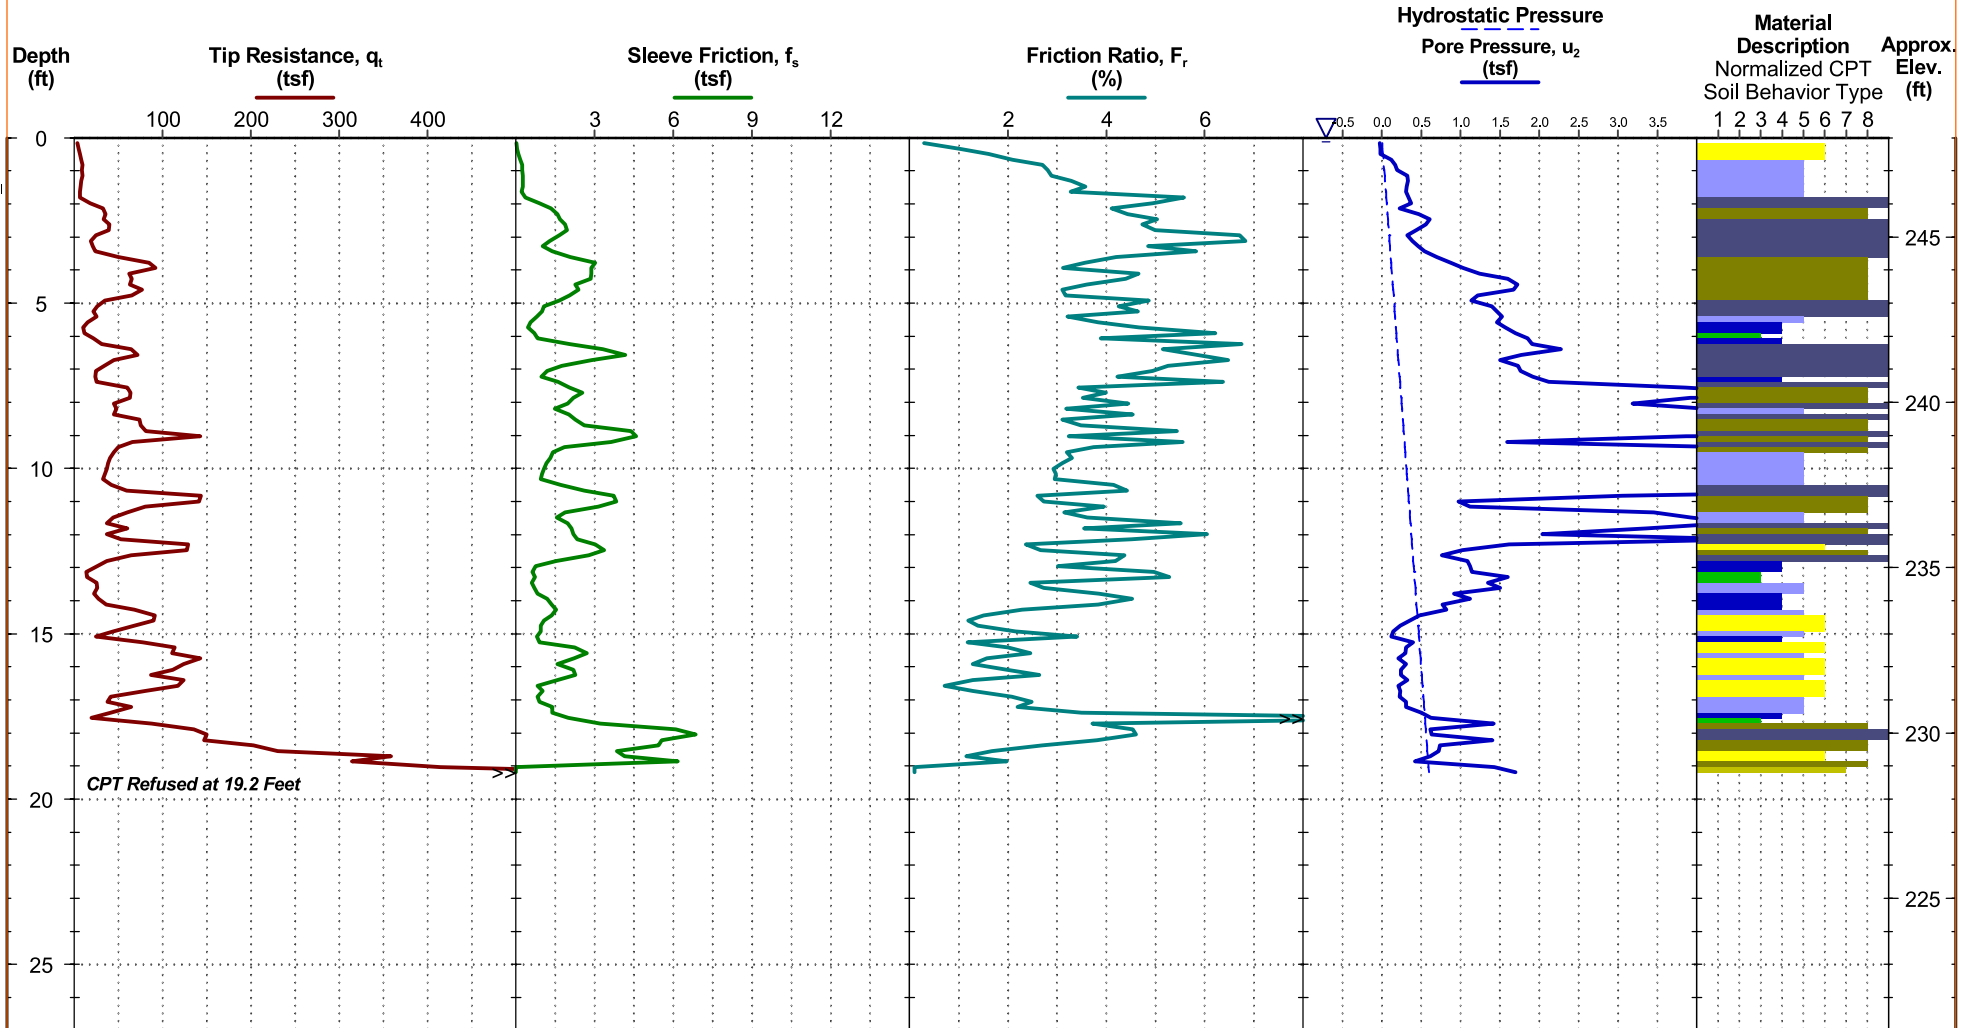 Depth
(ft)
Tip Resistance, qt
(tsf)
Sleeve Friction, fs
(tsf)
Friction Ratio, Fr
(%)
Hydrostatic Pressure
Pore Pressure, u2
(tsf)
Material
Description
Normalized CPT
Soil Behavior Type
Approx.
Elev.
(ft)
100 200 300 400
3 6 9 12
2 4 6
-0.5 0.0 0.5 1.0 1.5 2.0 2.5 3.0 3.5
1 2 3 4 5 6 7 8
0
5
10
15
20
25
245
240
235
230
225
>>
>>
CPT Refused at 19.2 Feet